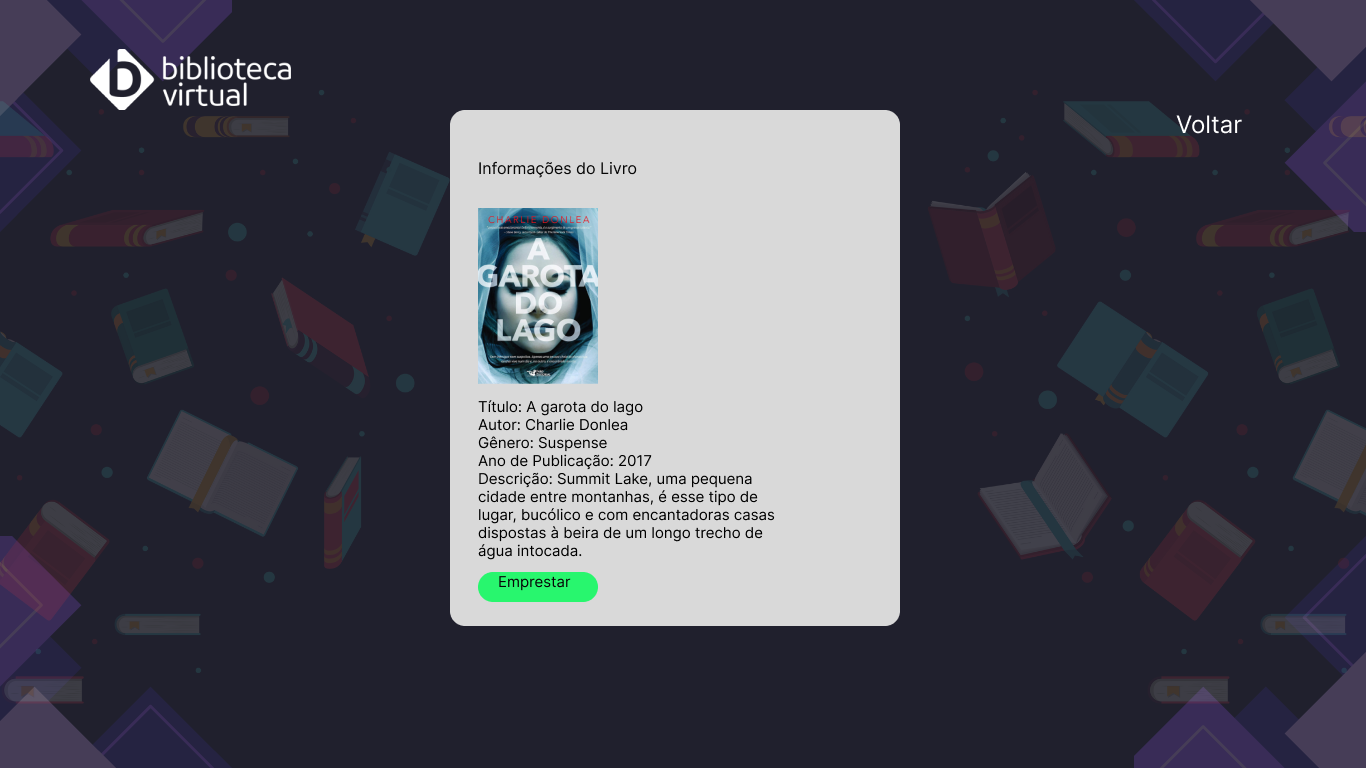 biblioteca
virtual
Voltar
Informações do Livro
CHARLIE DONLEA
A
GAROTA
DO
LAGO
Título: A garota do lago
Autor: Charlie Donlea
Gênero: Suspense
Ano de Publicação: 2017
Descrição: Summit Lake, uma pequena
cidade entre montanhas, é esse tipo de
lugar, bucólico e com encantadoras casas
dispostas à beira de um longo trecho de
água intocada.
Emprestar